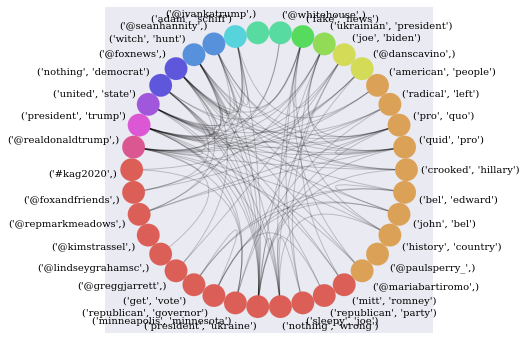 ('@ivankatrump',)
('@whitehouse',)
('adam', 'schiff')
('fake', 'news')
('@seanhannity',)
('ukrainian', 'president')
('witch', 'hunt')
('joe', 'biden')
('@foxnews',)
('@danscavino',)
('nothing', 'democrat')
('american', 'people')
('united', 'state')
('radical', 'left')
('president', 'trump')
('pro', 'quo')
('@realdonaldtrump',)
('quid', 'pro')
('#kag2020',)
('crooked', 'hillary')
('@foxandfriends',)
('bel', 'edward')
('@repmarkmeadows',)
('john', 'bel')
('@kimstrassel',)
('history', 'country')
('@lindseygrahamsc',)
('@paulsperry_',)
('@greggjarrett',)
('@mariabartiromo',)
('get', 'vote')
('mitt', 'romney')
('republican', 'governor')
('republican', 'party')
('minneapolis', 'minnesota')
('sleepy', 'joe')
('president', 'ukraine')
('nothing', 'wrong')